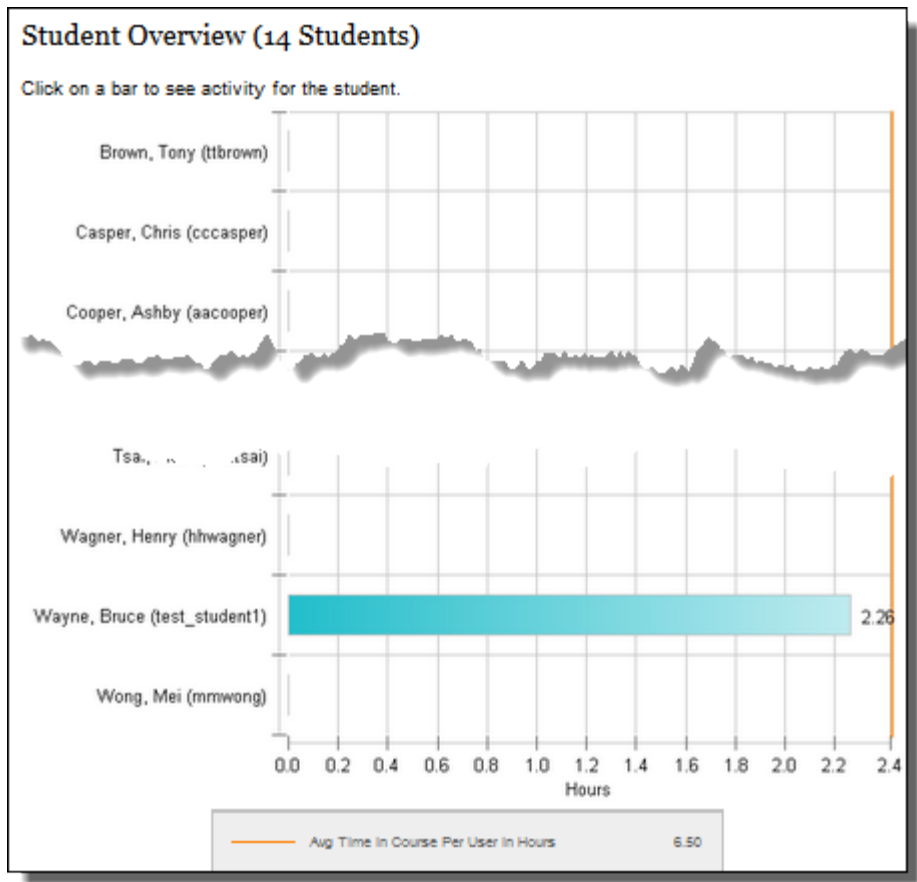 Student Overview (14 Students)
Click on a bar to see activity for the student.
Brown, Tony (ttbrown)
Casper, Chris (cccasper)
Cooper, Ashby (aacooper)
Wagner, Henry (hhwagner)
Wayne, Bruce (test_student1)
2.26
Wong, Mei (mmwong)
0.0 0.2 0.4 0.6 0.8 1.0 1.2 1.4 1.6 1.8 2.0 2.2 2.4
Hours
Avg Time In Course Per User In Hours 6.50